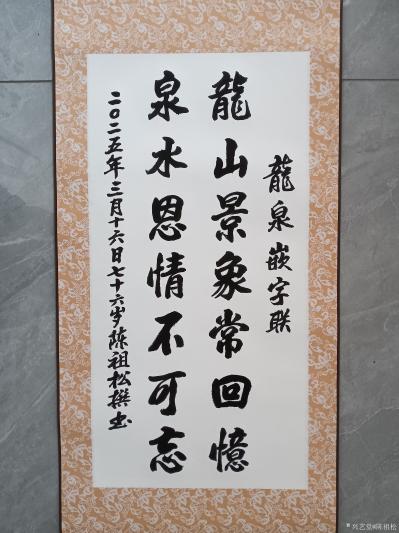 龍泉嵌字联
龍山景象常回憶
泉水恩情不可忘
二〇二五年三月十六日七十六岁陈祖松撰书